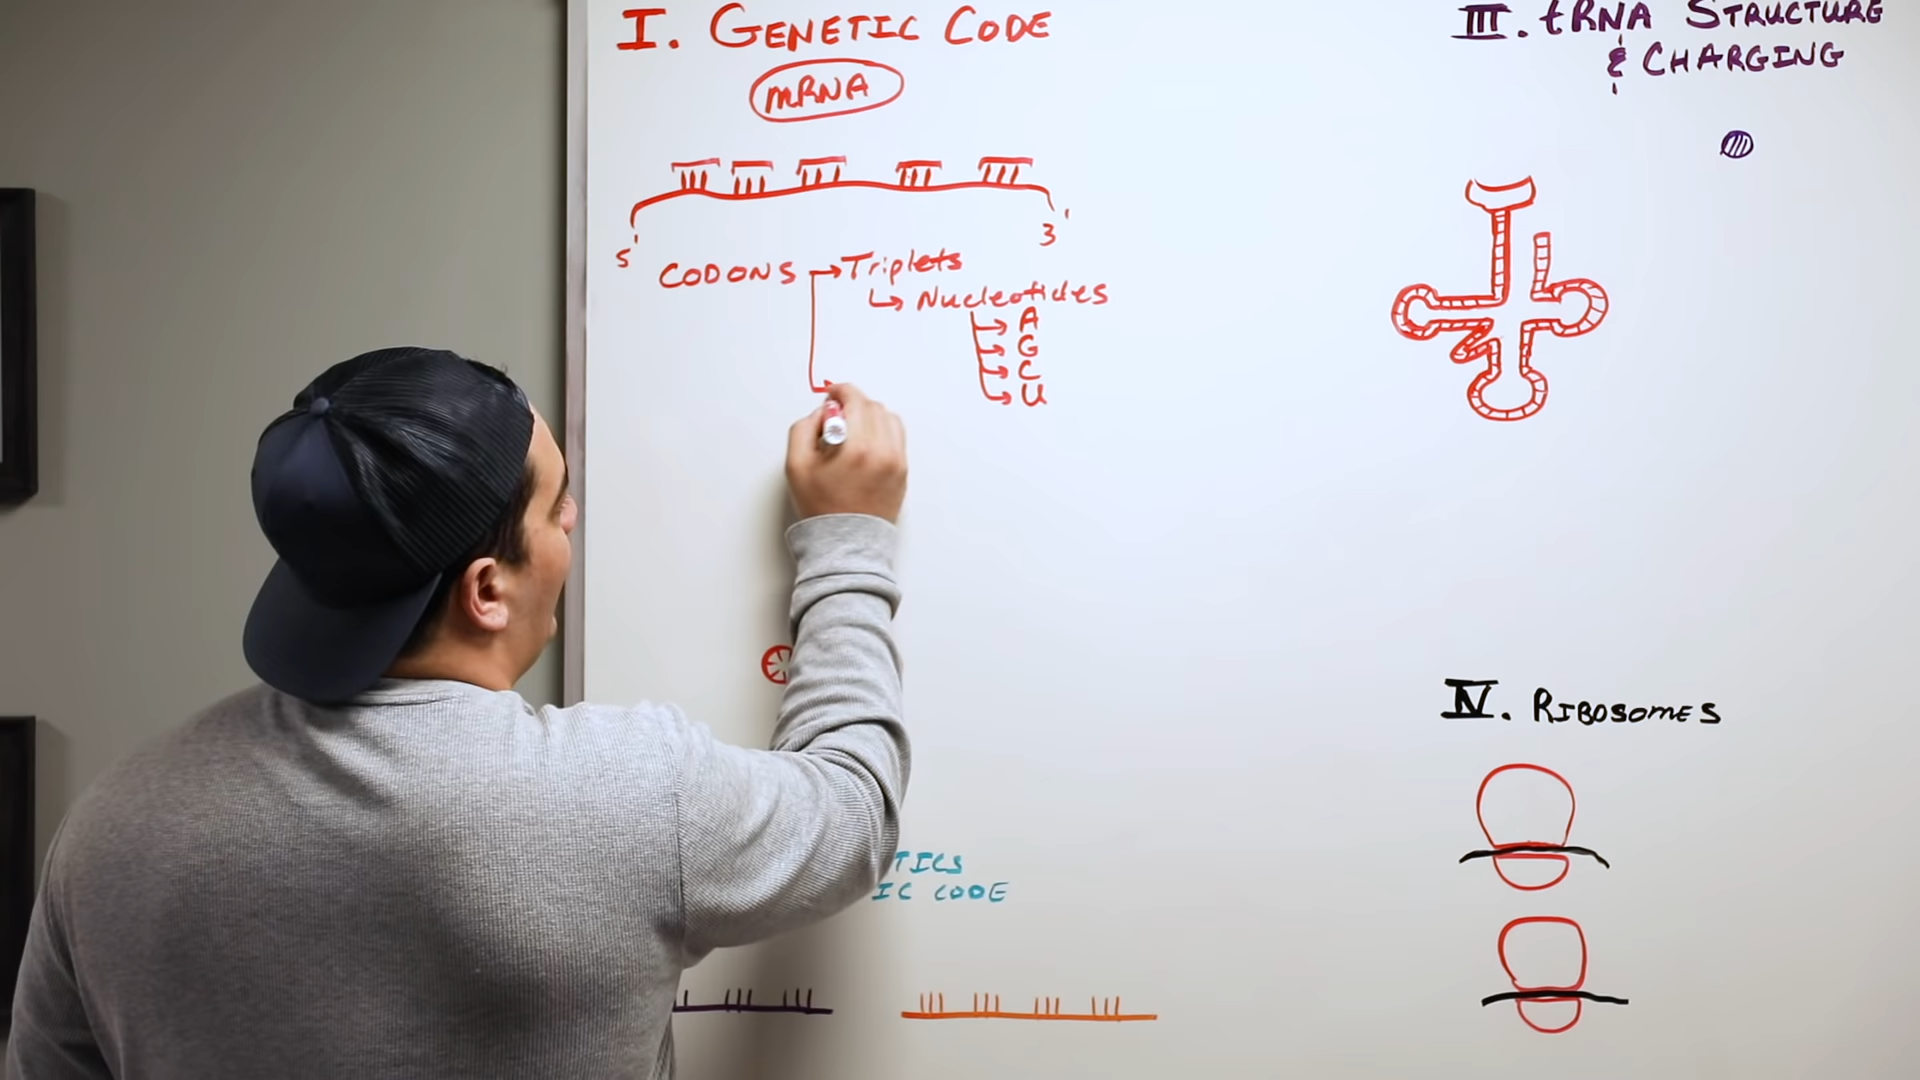 I. GENETIC CODE
mRNA
5'
3'
CODONS → Triplets
↳ Nucleotides
→ A
→ G
→ C
→ U
TICS
IC CODE
III. tRNA STRUCTURE
& CHARGING
IV. RIBOSOMES